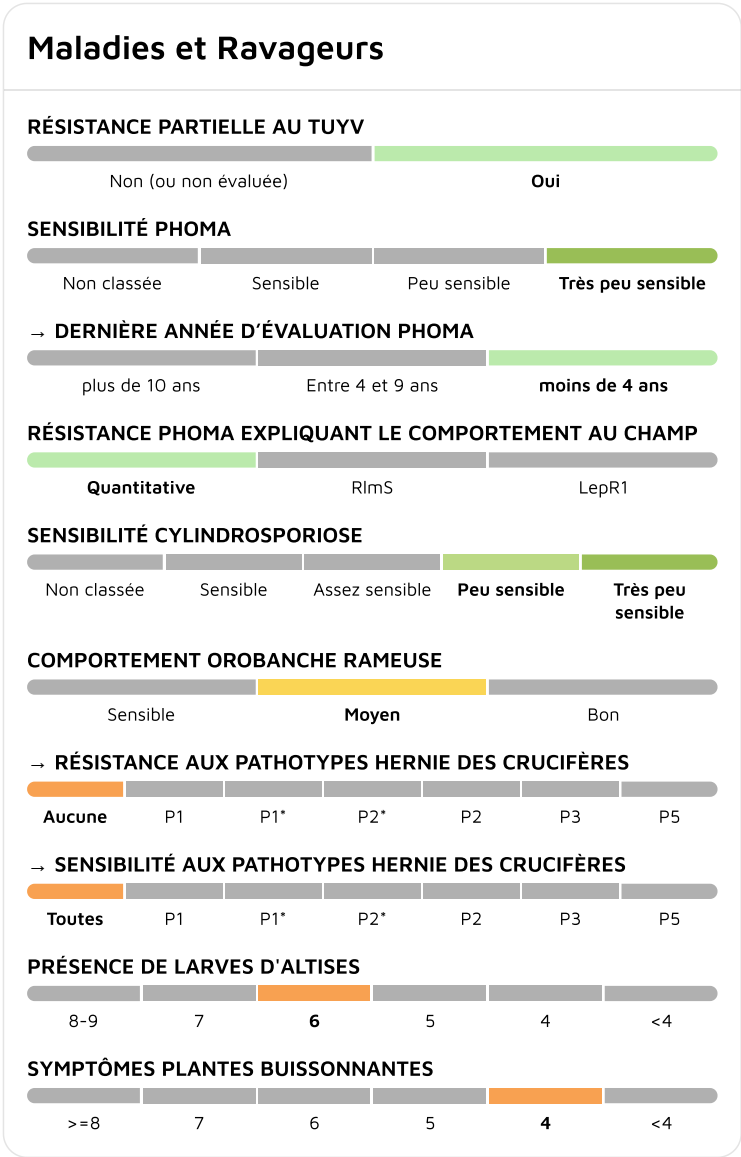 Maladies et Ravageurs
RÉSISTANCE PARTIELLE AU TUYV
Non (ou non évaluée) Oui
SENSIBILITÉ PHOMA
Non classée Sensible Peu sensible Très peu sensible
→ DERNIÈRE ANNÉE D’ÉVALUATION PHOMA
plus de 10 ans Entre 4 et 9 ans moins de 4 ans
RÉSISTANCE PHOMA EXPLIQUANT LE COMPORTEMENT AU CHAMP
Quantitative RlmS LepR1
SENSIBILITÉ CYLINDROSPORIOSE
Non classée Sensible Assez sensible Peu sensible Très peu
sensible
COMPORTEMENT OROBANCHE RAMEUSE
Sensible Moyen Bon
→ RÉSISTANCE AUX PATHOTYPES HERNIE DES CRUCIFÈRES
Aucune P1 P1* P2* P2 P3 P5
→ SENSIBILITÉ AUX PATHOTYPES HERNIE DES CRUCIFÈRES
Toutes P1 P1* P2* P2 P3 P5
PRÉSENCE DE LARVES D'ALTISES
8-9 7 6 5 4 <4
SYMPTÔMES PLANTES BUISSONNANTES
>=8 7 6 5 4 <4